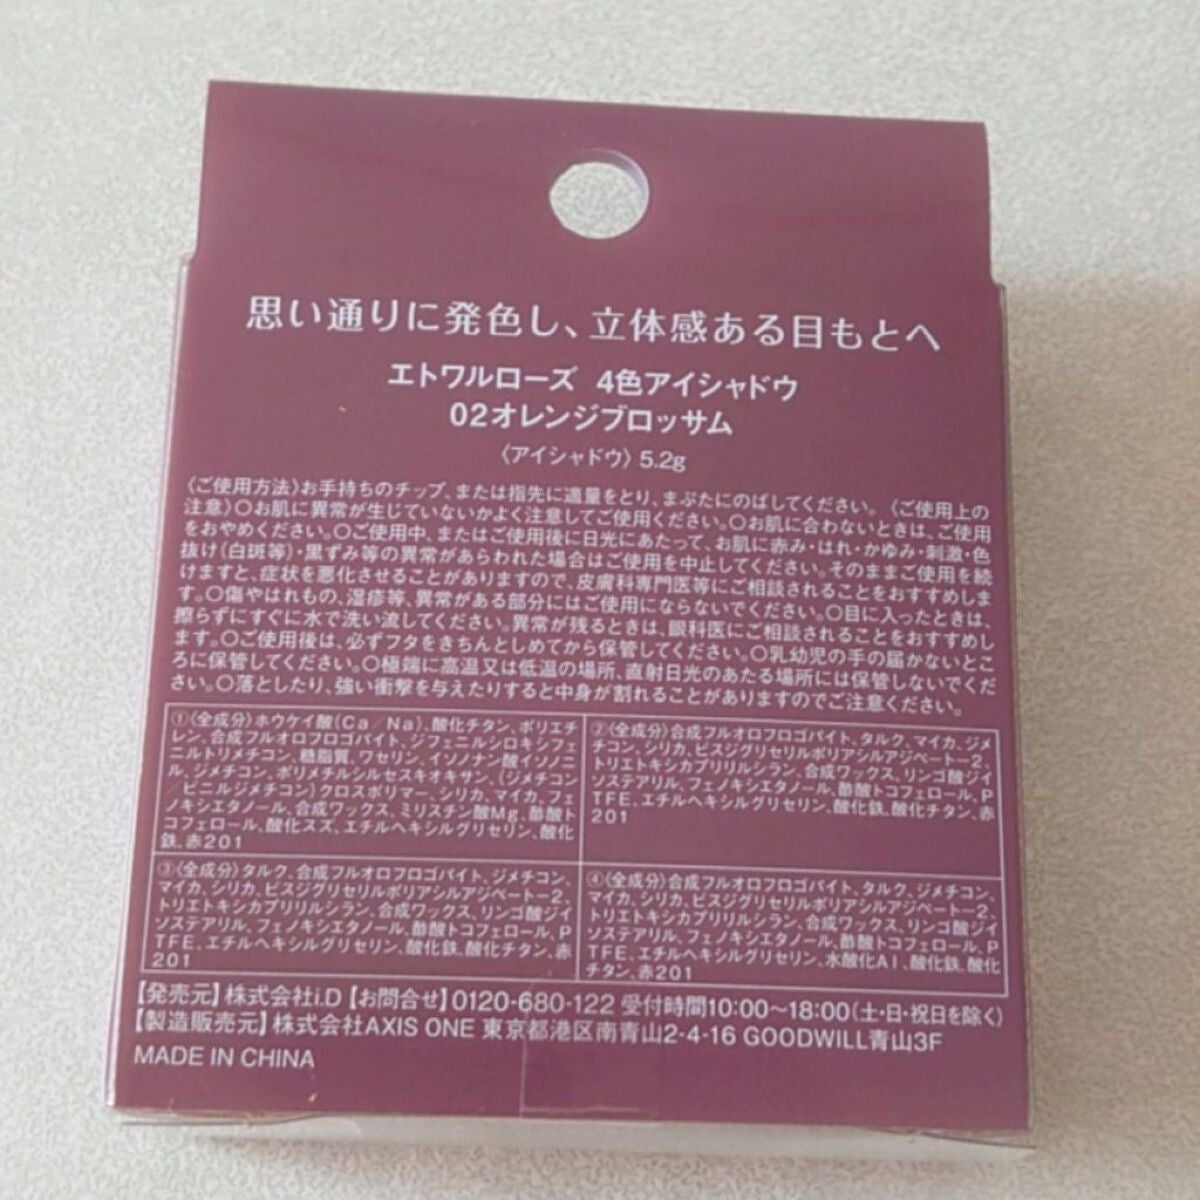 思い通りに発色し、立体感ある目もとへ
エトワルローズ 4色アイシャドウ
02オレンジブロッサム
〈アイシャドウ〉5.2g
〈ご使用方法〉お手持ちのチップ、または指先に適量をとり、まぶたにのばしてください。〈ご使用上の
注意〉○お肌に異常が生じていないかよく注意してご使用ください。○お肌に合わないときは、ご使用
をおやめください。○ご使用中、またはご使用後に日光にあたって、お肌に赤み・はれ・かゆみ・刺激・色
抜け(白斑等)・黒ずみ等の異常があらわれた場合はご使用を中止してください。そのままご使用を続
けますと、症状を悪化させることがありますので、皮膚科専門医等にご相談されることをおすすめしま
す。○傷やはれもの、湿疹等、異常がある部分にはご使用にならないでください。○目に入ったときは、
擦らずにすぐに水で洗い流してください。異常が残るときは、眼科医にご相談されることをおすすめし
ます。○ご使用後は、必ずフタをきちんとしめてから保管してください。○乳幼児の手の届かないとこ
ろに保管してください。○極端に高温又は低温の場所、直射日光のあたる場所には保管しないでくだ
さい。○落としたり、強い衝撃を与えたりすると中身が割れることがありますのでご注意ください。
①〈全成分〉ホウケイ酸(Ca/Na)、酸化チタン、ポリエチ
レン、合成フルオロフロゴパイト、ジフェニルシロキシフェ
ニルトリメチコン、糖脂質、ワセリン、イソノナン酸イソノニ
ル、ジメチコン、ポリメチルシルセスキオキサン、(ジメチコン
/ビニルジメチコン)クロスポリマー、シリカ、マイカ、フェ
ノキシエタノール、合成ワックス、ミリスチン酸Mg、酢酸ト
コフェロール、酸化スズ、エチルヘキシルグリセリン、酸化
鉄、赤201
②〈全成分〉合成フルオロフロゴパイト、タルク、マイカ、ジメ
チコン、シリカ、ビスジグリセリルポリアシルアジペート-2、
トリエトキシカプリリルシラン、合成ワックス、リンゴ酸ジイ
ソステアリル、フェノキシエタノール、酢酸トコフェロール、P
TFE、エチルヘキシルグリセリン、酸化鉄、酸化チタン、赤
201
③〈全成分〉タルク、合成フルオロフロゴパイト、ジメチコン、
マイカ、シリカ、ビスジグリセリルポリアシルアジペート-2、
トリエトキシカプリリルシラン、合成ワックス、リンゴ酸ジイ
ソステアリル、フェノキシエタノール、酢酸トコフェロール、P
TFE、エチルヘキシルグリセリン、酸化鉄、酸化チタン、赤
201
④〈全成分〉合成フルオロフロゴパイト、タルク、ジメチコン、
マイカ、シリカ、ビスジグリセリルポリアシルアジペート-2、
トリエトキシカプリリルシラン、合成ワックス、リンゴ酸ジイ
ソステアリル、フェノキシエタノール、酢酸トコフェロール、P
TFE、エチルヘキシルグリセリン、水酸化Al、酸化鉄、酸化
チタン、赤201
【発売元】株式会社i.D【お問合せ】0120-680-122 受付時間10:00〜18:00(土・日・祝日を除く)
【製造販売元】株式会社AXIS ONE 東京都港区南青山2-4-16 GOODWILL青山3F
MADE IN CHINA